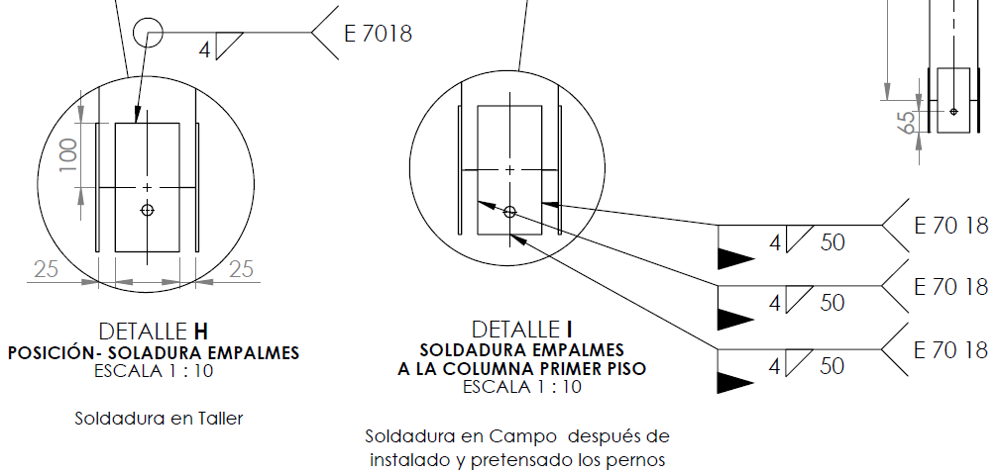 E 7018
4
100
25
25
DETALLE H
POSICIÓN- SOLADURA EMPALMES
ESCALA 1 : 10
Soldadura en Taller
65
4
50
E 70 18
4
50
E 70 18
4
50
E 70 18
DETALLE I
SOLDADURA EMPALMES
A LA COLUMNA PRIMER PISO
ESCALA 1 : 10
Soldadura en Campo después de
instalado y pretensado los pernos